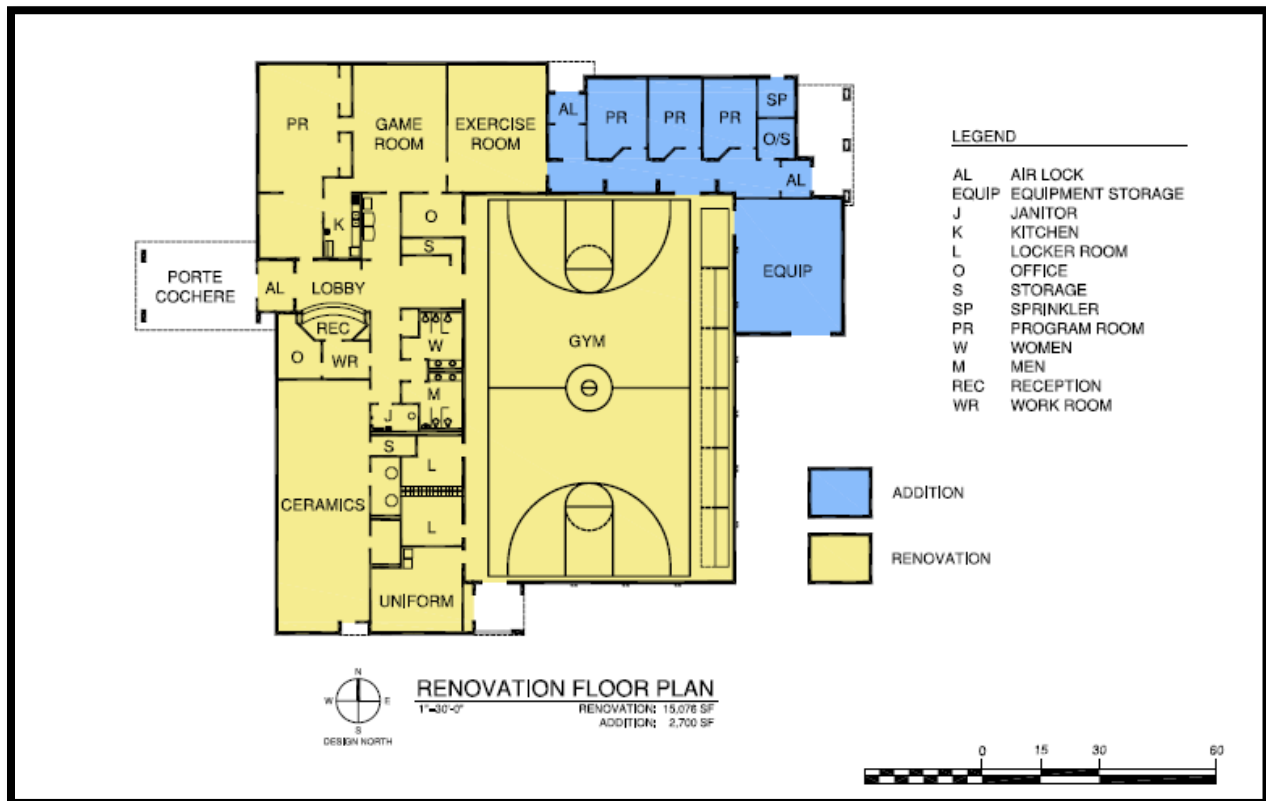 PR
GAME
ROOM
EXERCISE
ROOM
AL
PR
PR
PR
SP
O/S
AL
K
O
S
EQUIP
PORTE
COCHERE
AL
LOBBY
REC
O
WR
W
M
J
GYM
S
L
CERAMICS
L
UNIFORM
LEGEND
AL AIR LOCK
EQUIP EQUIPMENT STORAGE
J JANITOR
K KITCHEN
L LOCKER ROOM
O OFFICE
S STORAGE
SP SPRINKLER
PR PROGRAM ROOM
W WOMEN
M MEN
REC RECEPTION
WR WORK ROOM
ADDITION
RENOVATION
N
W E
S
DESIGN NORTH
RENOVATION FLOOR PLAN
1"=30'-0" RENOVATION: 15,076 SF
ADDITION: 2,700 SF
0 15 30 60